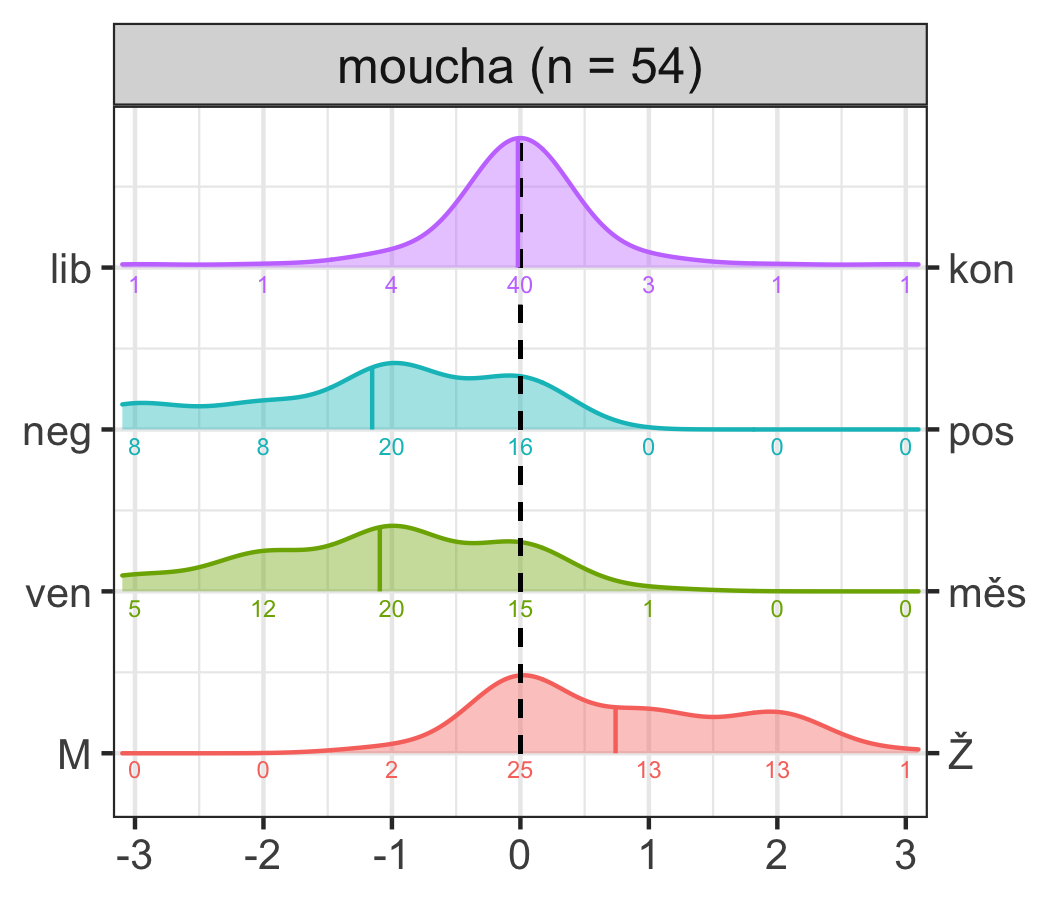 moucha (n = 54)
lib kon
1 1 4 40 3 1 1
neg pos
8 8 20 16 0 0 0
ven měs
5 12 20 15 1 0 0
M Ž
0 0 2 25 13 13 1
-3 -2 -1 0 1 2 3